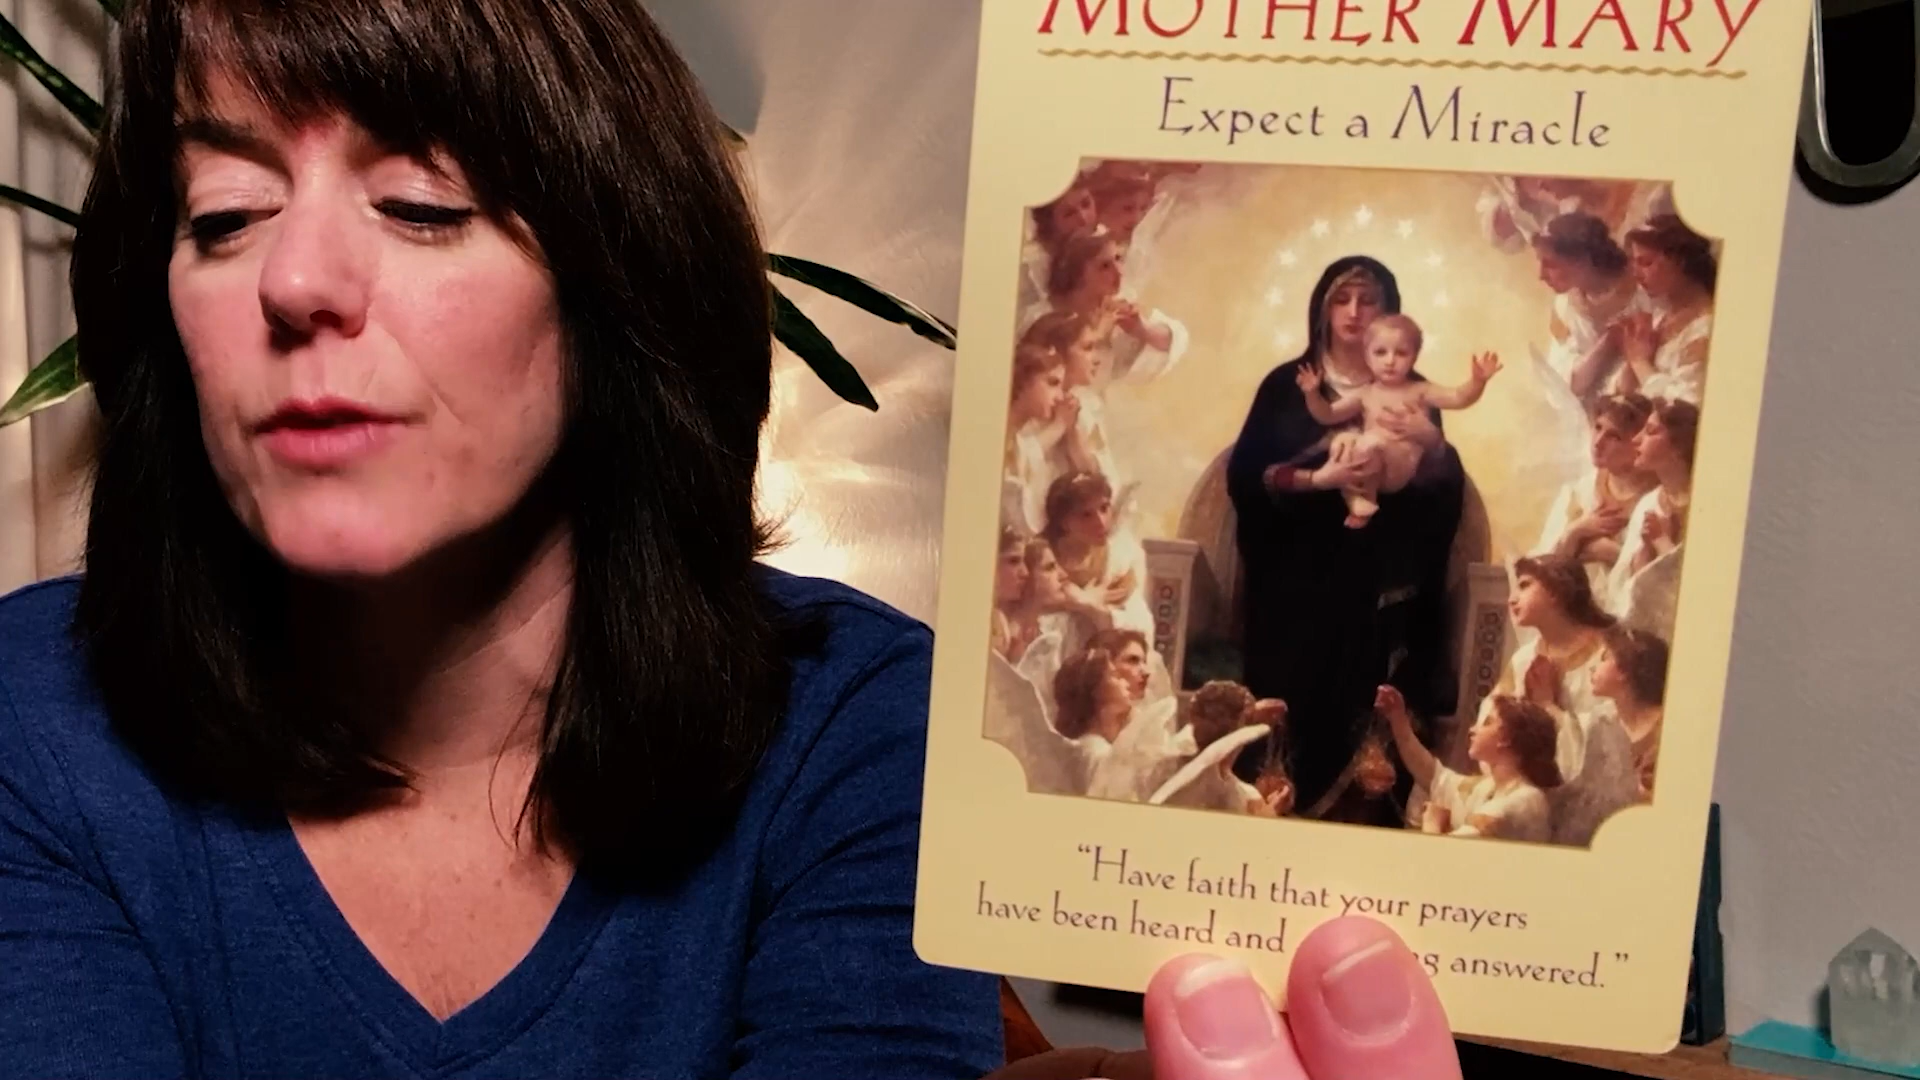 MOTHER MARY
Expect a Miracle
“Have faith that your prayers
have been heard and answered.”